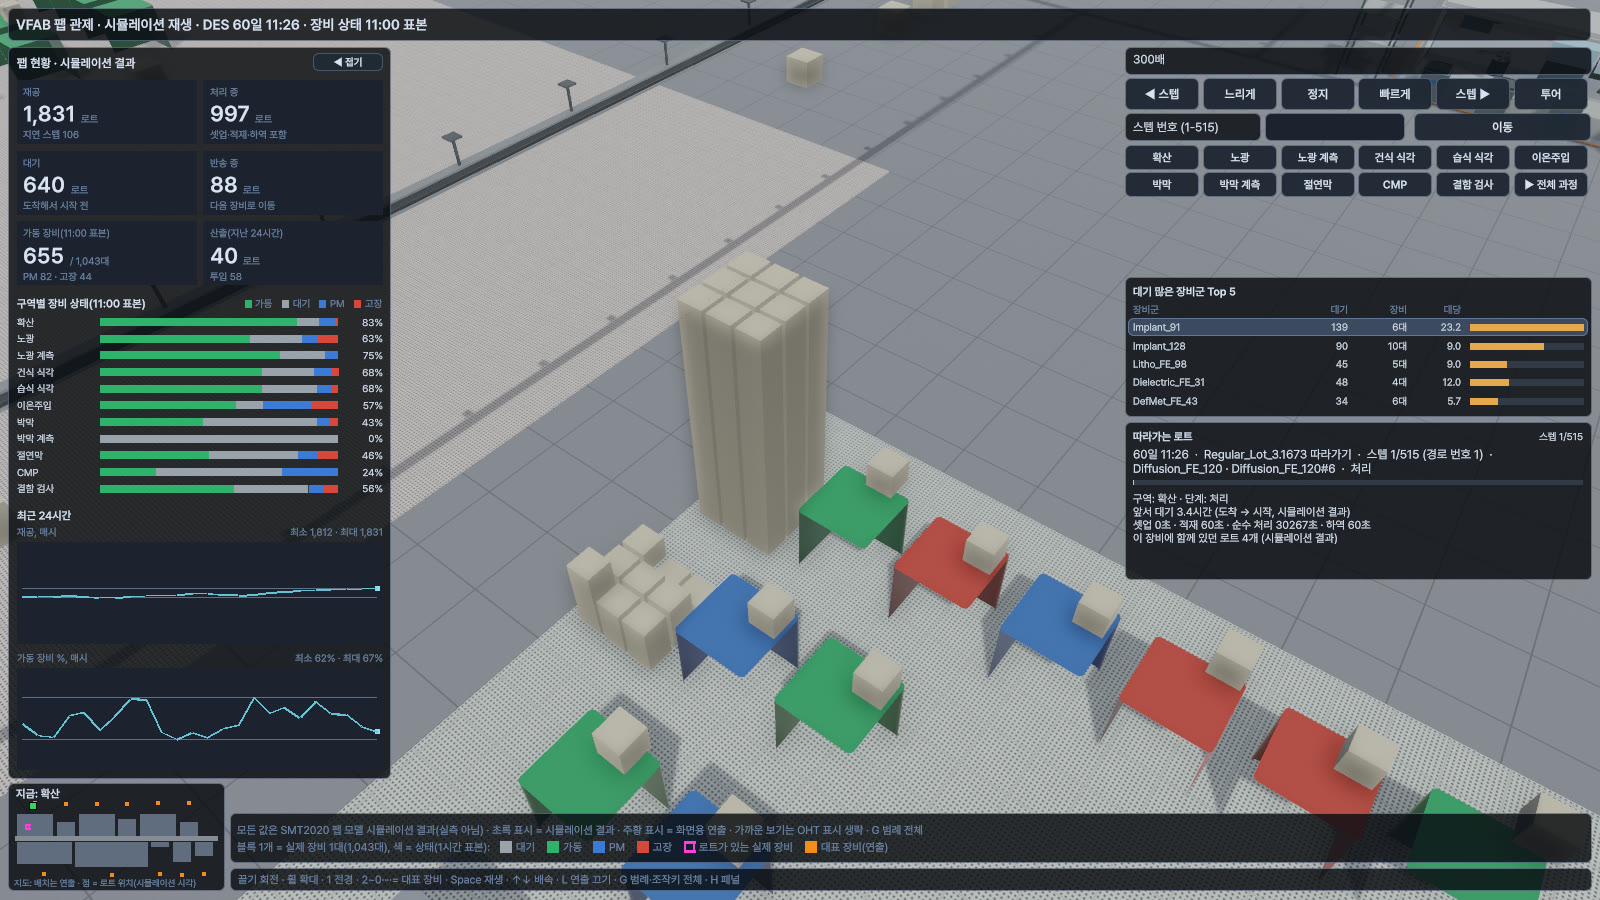 VFAB 팹 관제 · 시뮬레이션 재생 · DES 60일 11:26 · 장비 상태 11:00 표본
팹 현황 · 시뮬레이션 결과
◀ 접기
재공
1,831 로트
지연 스텝 106
처리 중
997 로트
셋업·적재·하역 포함
대기
640 로트
도착해서 시작 전
반송 중
88 로트
다음 장비로 이동
가동 장비(11:00 표본)
655 / 1,043대
PM 82 · 고장 44
산출(지난 24시간)
40 로트
투입 58
구역별 장비 상태(11:00 표본)
가동 대기 PM 고장
확산 83%
노광 63%
노광 계측 75%
건식 식각 68%
습식 식각 68%
이온주입 57%
박막 43%
박막 계측 0%
절연막 46%
CMP 24%
결함 검사 56%
최근 24시간
재공, 매시 최소 1,812 · 최대 1,831
가동 장비 %, 매시 최소 62% · 최대 67%
지금: 확산
지도: 배치는 연출 · 점 = 로트 위치(시뮬레이션 시각)
300배
◀ 스텝 느리게 정지 빠르게 스텝 ▶ 투어
스텝 번호 (1-515) 이동
확산 노광 노광 계측 건식 식각 습식 식각 이온주입
박막 박막 계측 절연막 CMP 결함 검사 ▶ 전체 과정
대기 많은 장비군 Top 5
장비군 대기 장비 대당
Implant_91 139 6대 23.2
Implant_128 90 10대 9.0
Litho_FE_98 45 5대 9.0
Dielectric_FE_31 48 4대 12.0
DefMet_FE_43 34 6대 5.7
따라가는 로트 스텝 1/515
60일 11:26 · Regular_Lot_3.1673 따라가기 · 스텝 1/515 (경로 번호 1) ·
Diffusion_FE_120 · Diffusion_FE_120#6 · 처리
구역: 확산 · 단계: 처리
앞서 대기 3.4시간 (도착 → 시작, 시뮬레이션 결과)
셋업 0초 · 적재 60초 · 순수 처리 30267초 · 하역 60초
이 장비에 함께 있던 로트 4개 (시뮬레이션 결과)
모든 값은 SMT2020 팹 모델 시뮬레이션 결과(실측 아님) · 초록 표시 = 시뮬레이션 결과 · 주황 표시 = 화면용 연출 · 가까운 보기는 OHT 표시 생략 · G 범례 전체
블록 1개 = 실제 장비 1대(1,043대), 색 = 상태(1시간 표본): 대기 가동 PM 고장 로트가 있는 실제 장비 대표 장비(연출)
끌기 회전 · 휠 확대 · 1 전경 · 2–0·–·= 대표 장비 · Space 재생 · ↑↓ 배속 · L 연출 끄기 · G 범례·조작키 전체 · H 패널